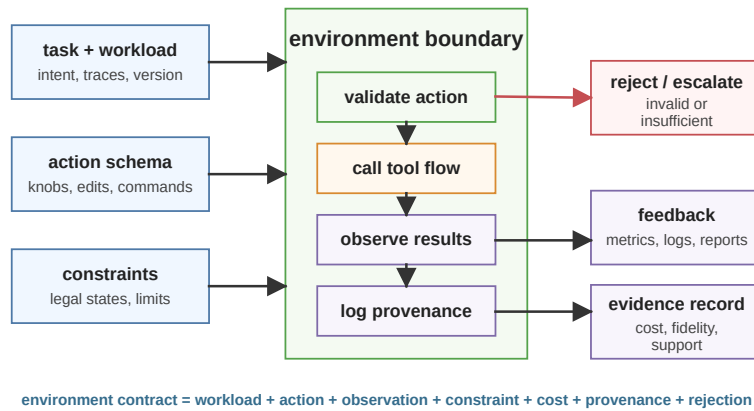 task + workload
intent, traces, version
action schema
knobs, edits, commands
constraints
legal states, limits
environment boundary
validate action
call tool flow
observe results
log provenance
reject / escalate
invalid or
insufficient
feedback
metrics, logs, reports
evidence record
cost, fidelity,
support
environment contract = workload + action + observation + constraint + cost + provenance + rejection